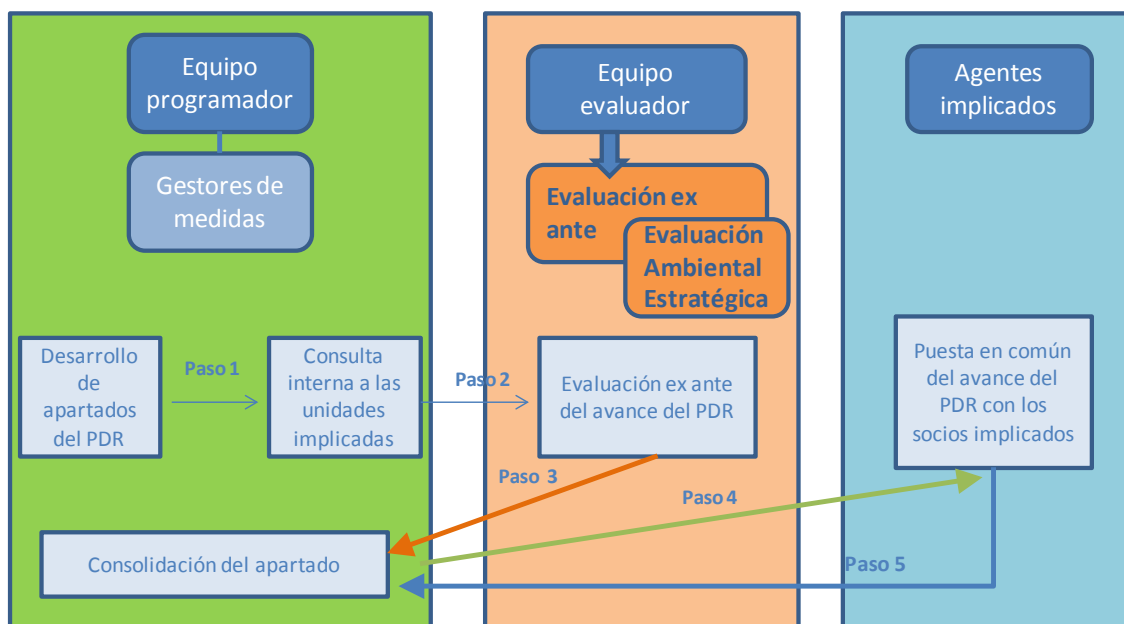 Equipo
programador
Gestores de
medidas
Equipo
evaluador
Evaluación ex
ante
Evaluación
Ambiental
Estratégica
Agentes
implicados
Desarrollo
de
apartados
del PDR
Paso 1
Consulta
interna a las
unidades
implicadas
Paso 2
Evaluación ex ante
del avance del PDR
Puesta en común
del avance del
PDR con los
socios implicados
Paso 3
Paso 4
Consolidación del apartado
Paso 5